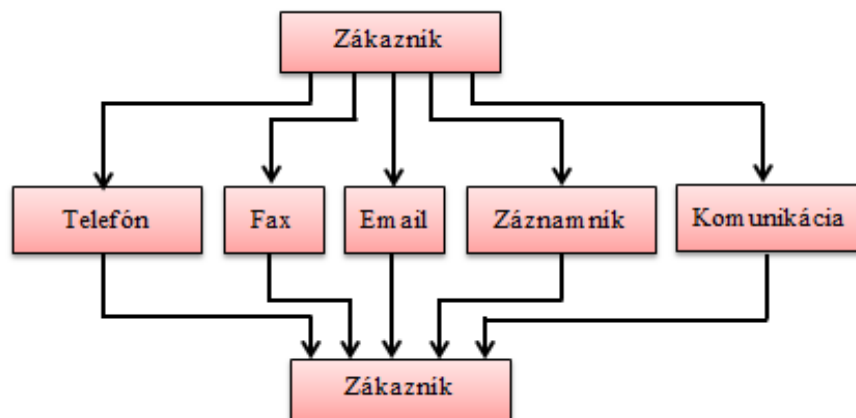 Zákazník
Telefón
Fax
Email
Záznamník
Komunikácia
Zákazník